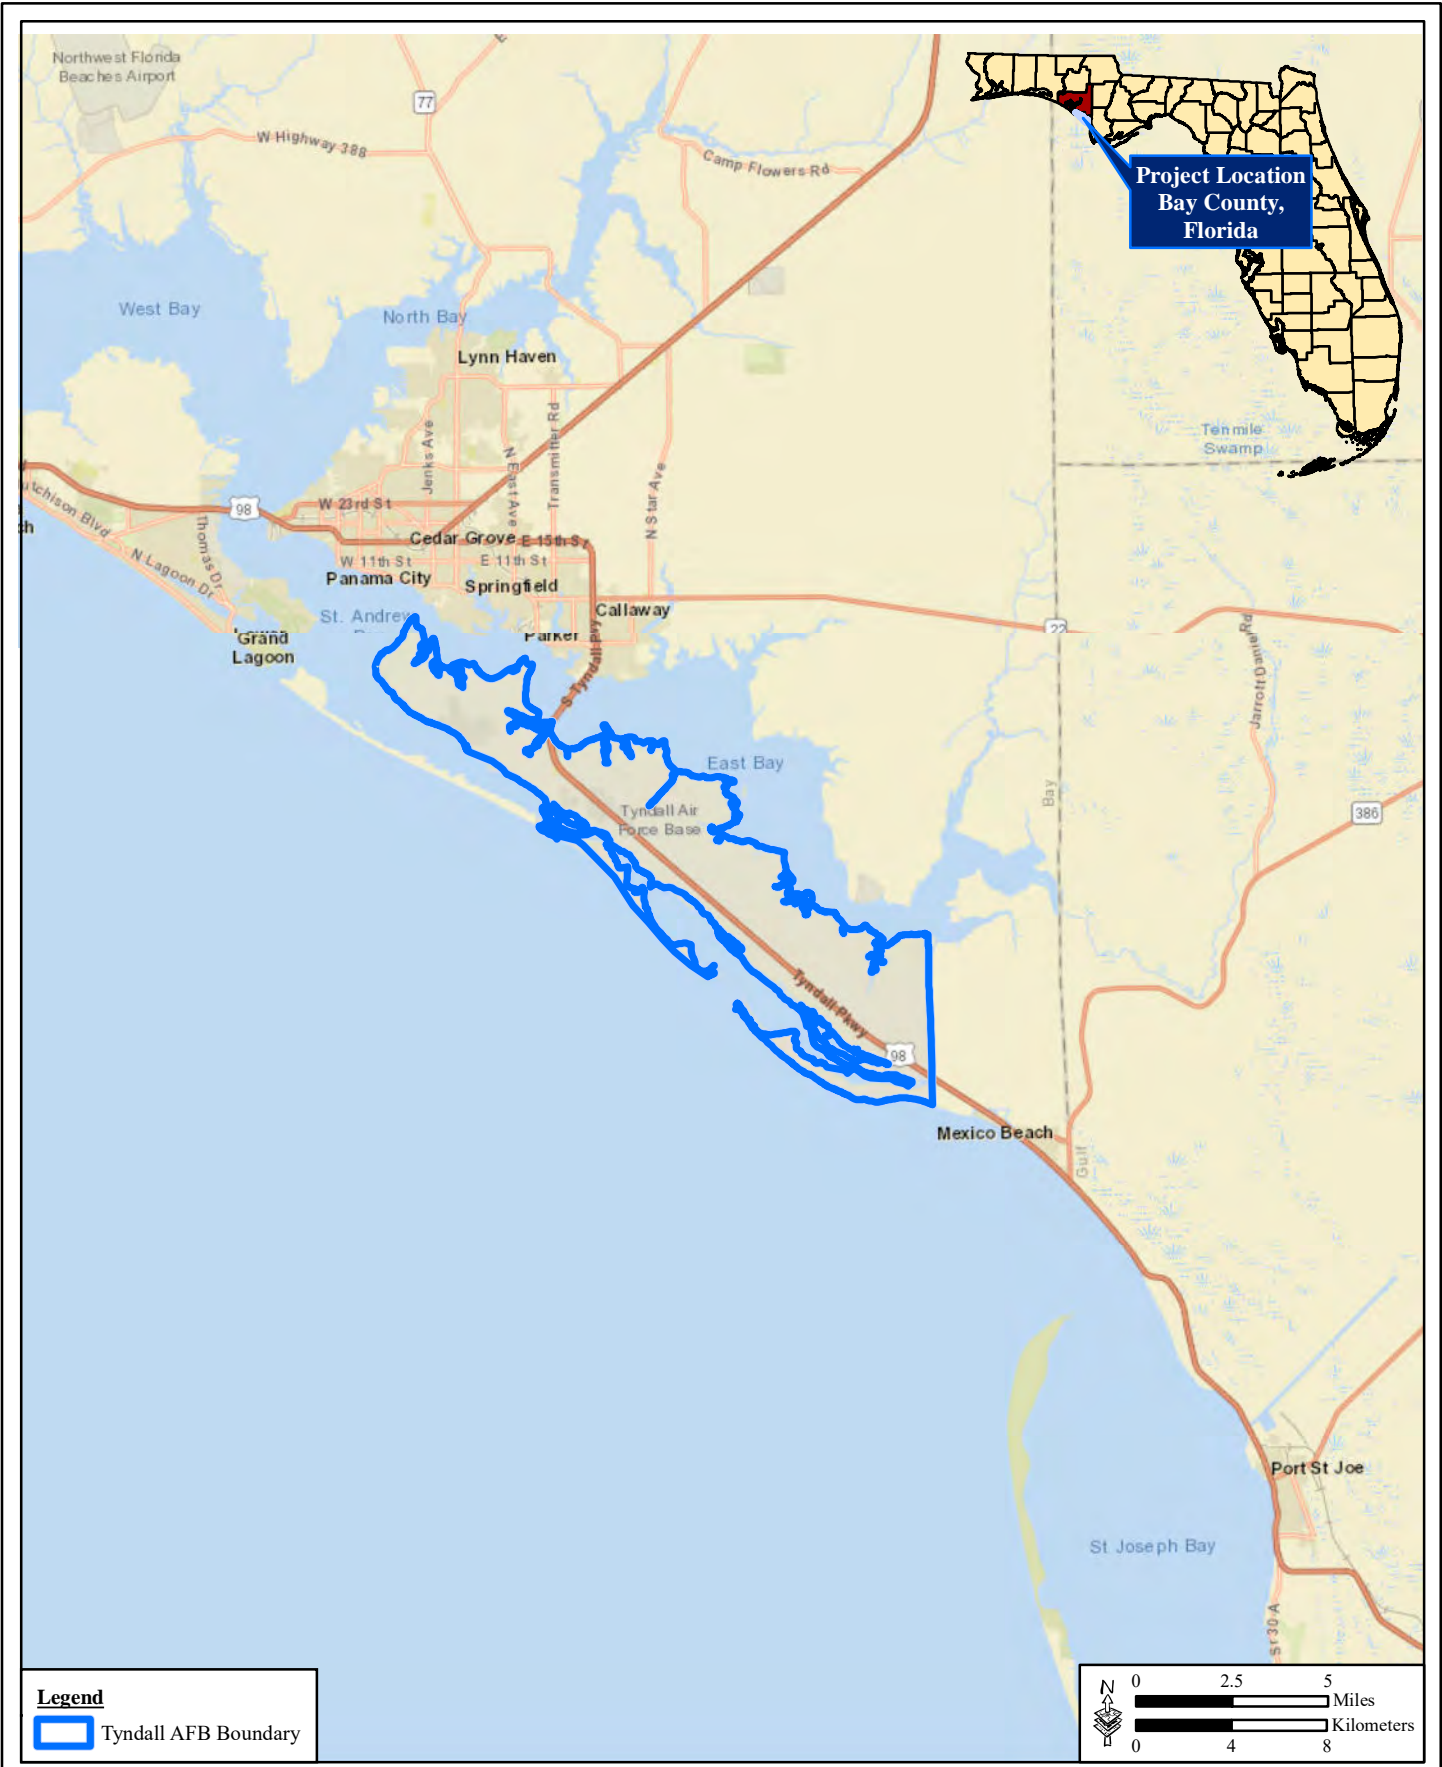 Northwest Florida
Beaches Airport
77
W Highway 388
Camp Flowers Rd
Project Location
Bay County,
Florida
West Bay
North Bay
Lynn Haven
Tenmile
Swamp
Jenks Ave
N East Ave
Transmitter Rd
N Star Ave
98
W 23rd St
Thomas Dr
N Lagoon Dr
Cedar Grove
E 15th St
W 11th St
E 11th St
Panama City
Springfield
Callaway
St. Andrew
Parker
22
Grand
Lagoon
S Tyndall Pky
Jarrott Daniel Rd
East Bay
Tyndall Air
Force Base
Bay
386
Tyndall Pkwy
98
Mexico Beach
Gulf
Port St Joe
St Joseph Bay
St 30 A
Legend
Tyndall AFB Boundary
N
0 2.5 5
Miles
Kilometers
0 4 8